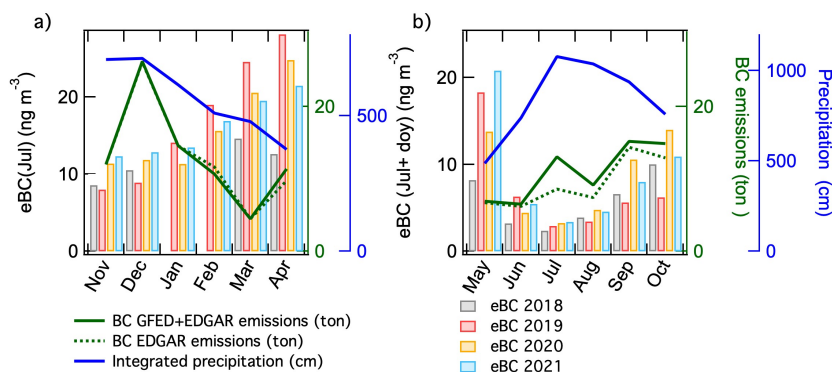 a)
eBC(Jul) (ng m⁻³)
20
10
0
Nov Dec Jan Feb Mar Apr
20
0
500
0
BC GFED+EDGAR emissions (ton)
BC EDGAR emissions (ton)
Integrated precipitation (cm)
b)
eBC (Jul+ doy) (ng m⁻³)
20
10
0
May Jun Jul Aug Sep Oct
BC emissions (ton )
20
0
Precipitation (cm)
1000
500
0
eBC 2018
eBC 2019
eBC 2020
eBC 2021